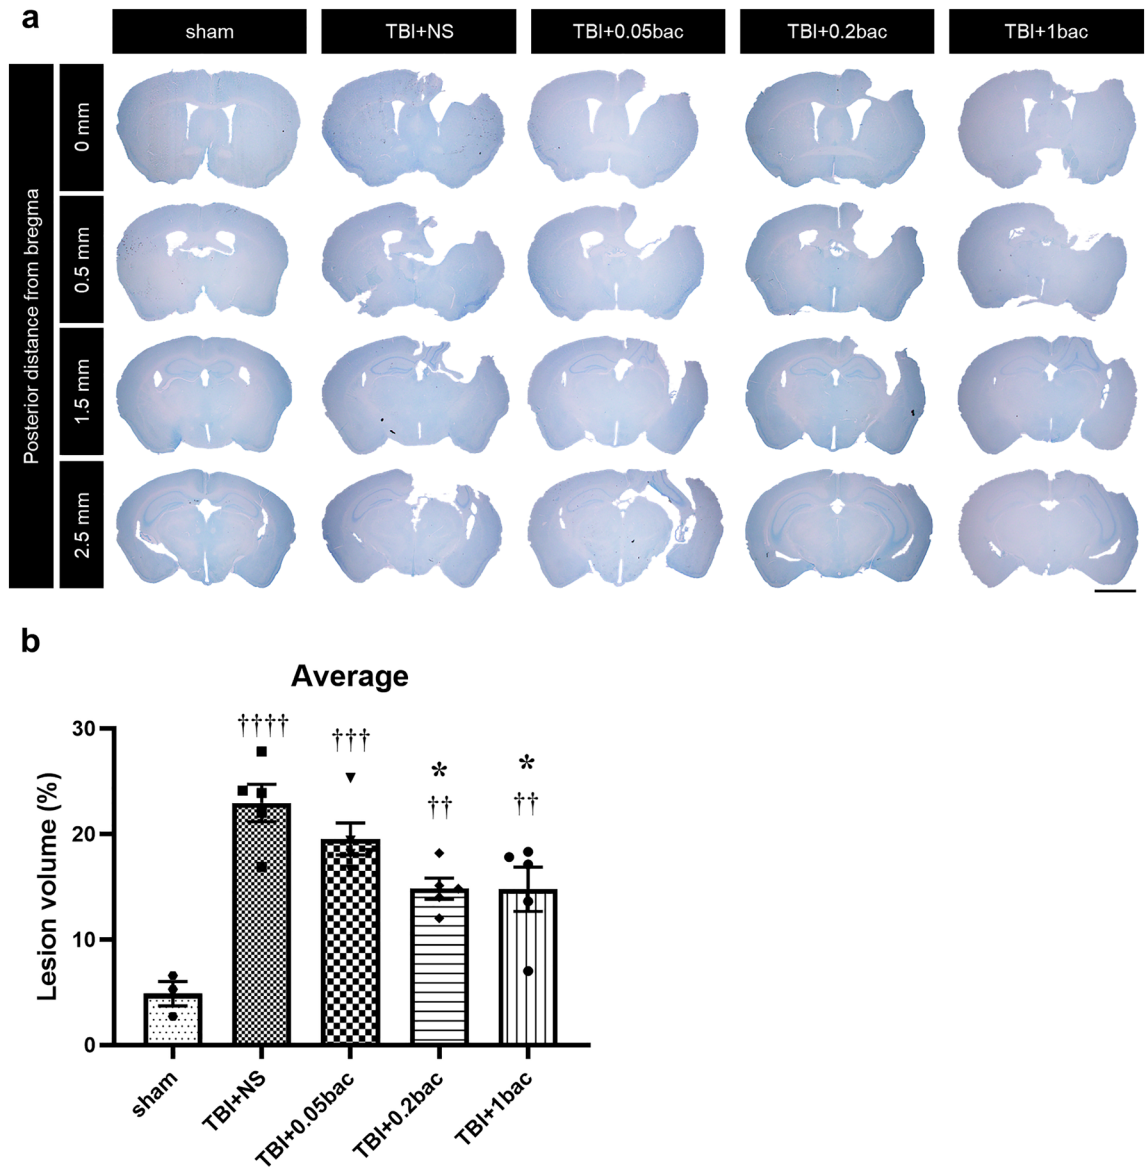 a
sham TBI+NS TBI+0.05bac TBI+0.2bac TBI+1bac
Posterior distance from bregma
0 mm
0.5 mm
1.5 mm
2.5 mm
b
Average
Lesion volume (%)
30
20
10
0
††††
†††
*
††
*
††
sham
TBI+NS
TBI+0.05bac
TBI+0.2bac
TBI+1bac